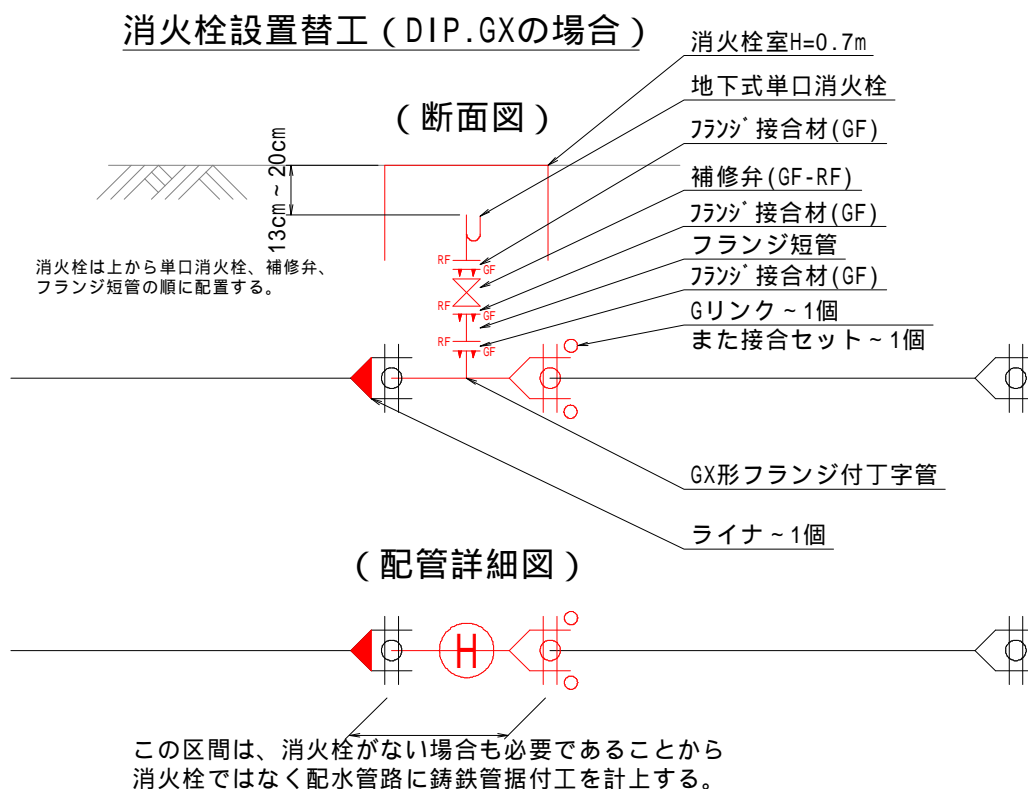 消火栓設置替工(DIP.GXの場合)
(断面図)
消火栓室H=0.7m
地下式単口消火栓
ﾌﾗﾝｼﾞ接合材(GF)
補修弁(GF-RF)
ﾌﾗﾝｼﾞ接合材(GF)
フランジ短管
ﾌﾗﾝｼﾞ接合材(GF)
Gリンク~1個
また接合セット~1個
13cm~20cm
消火栓は上から単口消火栓、補修弁、
フランジ短管の順に配置する。
RF
GF
RF
GF
RF
GF
GX形フランジ付丁字管
ライナ~1個
(配管詳細図)
H
この区間は、消火栓がない場合も必要であることから
消火栓ではなく配水管路に鋳鉄管据付工を計上する。